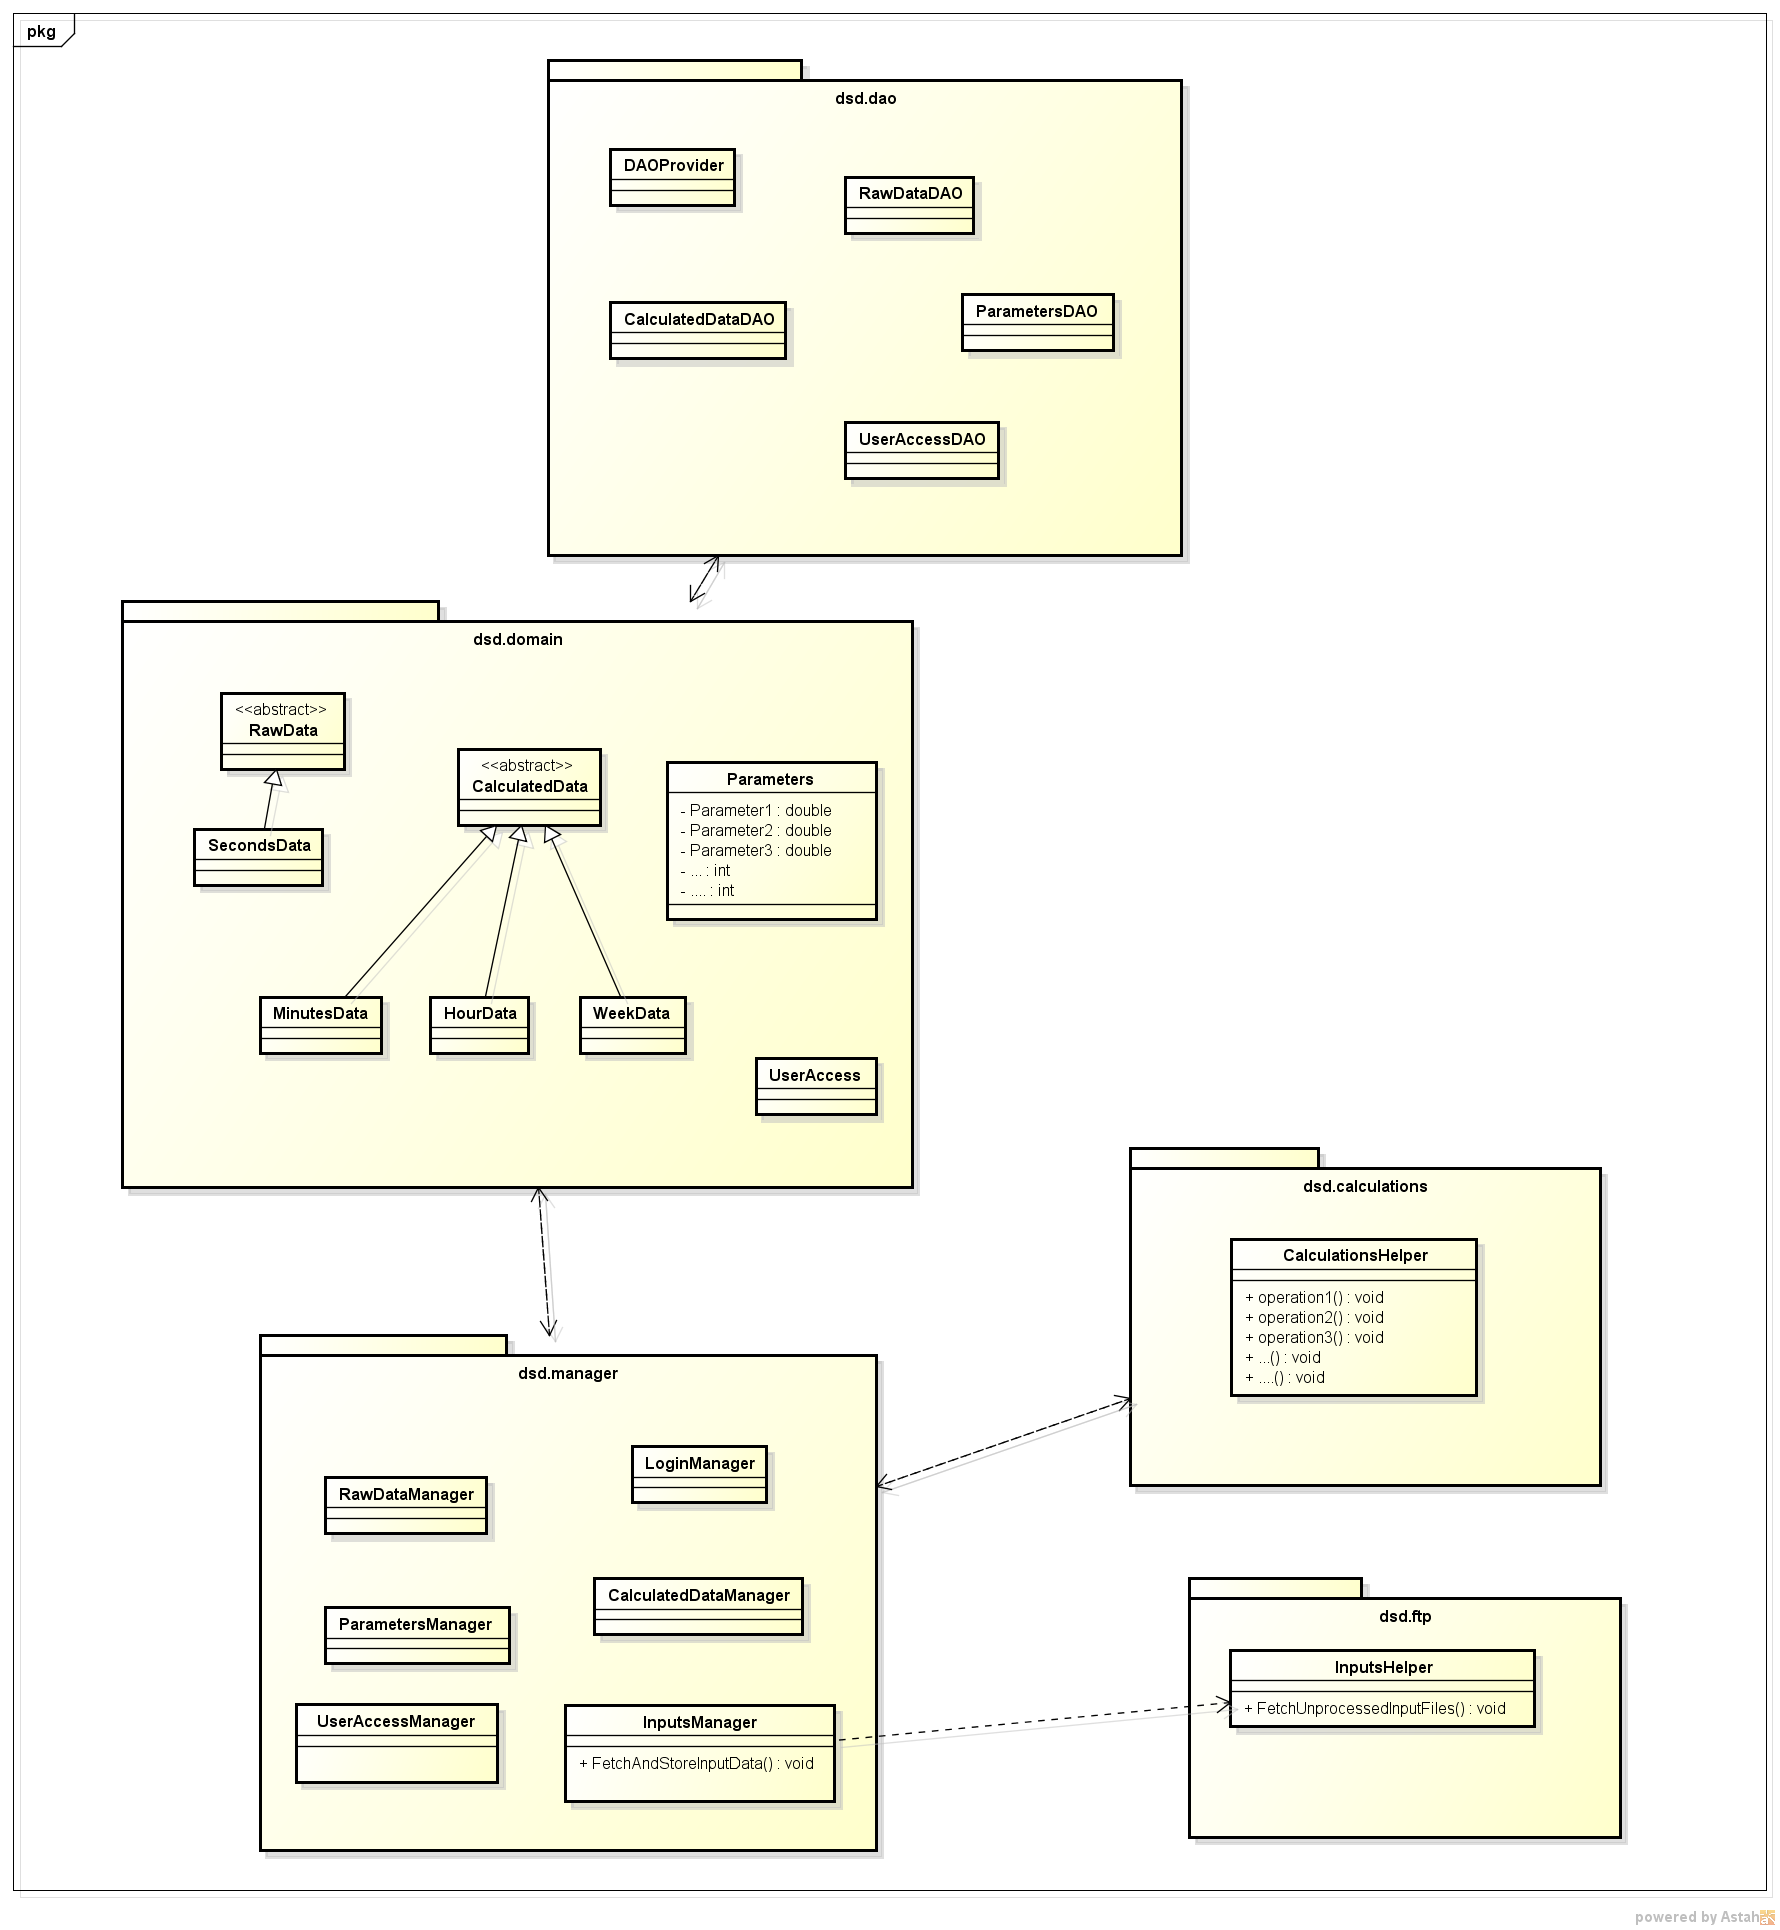 pkg
dsd.dao
DAOProvider
RawDataDAO
CalculatedDataDAO
ParametersDAO
UserAccessDAO
dsd.domain
<<abstract>>
RawData
<<abstract>>
CalculatedData
Parameters
- Parameter1 : double
- Parameter2 : double
- Parameter3 : double
- ... : int
- .... : int
SecondsData
MinutesData
HourData
WeekData
UserAccess
dsd.calculations
CalculationsHelper
+ operation1() : void
+ operation2() : void
+ operation3() : void
+ ...() : void
+ ....() : void
dsd.manager
LoginManager
RawDataManager
CalculatedDataManager
ParametersManager
UserAccessManager
InputsManager
+ FetchAndStoreInputData() : void
dsd.ftp
InputsHelper
+ FetchUnprocessedInputFiles() : void
powered by Astah